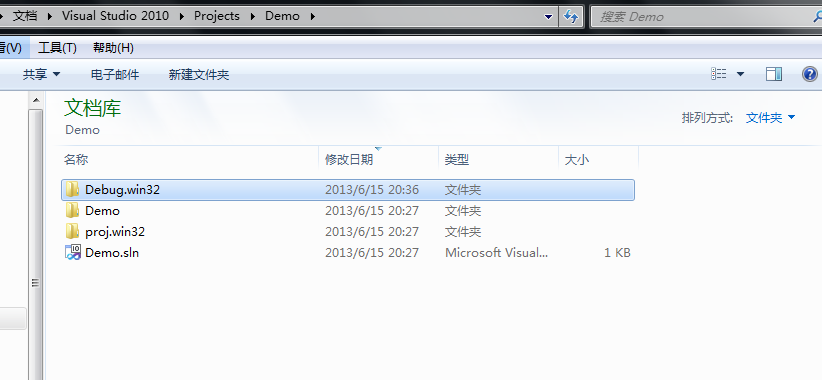 文档 Visual Studio 2010 Projects Demo 搜索 Demo
(V) 工具(T) 帮助(H)
共享 电子邮件 新建文件夹
文档库
Demo
排列方式: 文件夹
名称 修改日期 类型 大小
Debug.win32 2013/6/15 20:36 文件夹
Demo 2013/6/15 20:27 文件夹
proj.win32 2013/6/15 20:27 文件夹
Demo.sln 2013/6/15 20:27 Microsoft Visual... 1 KB